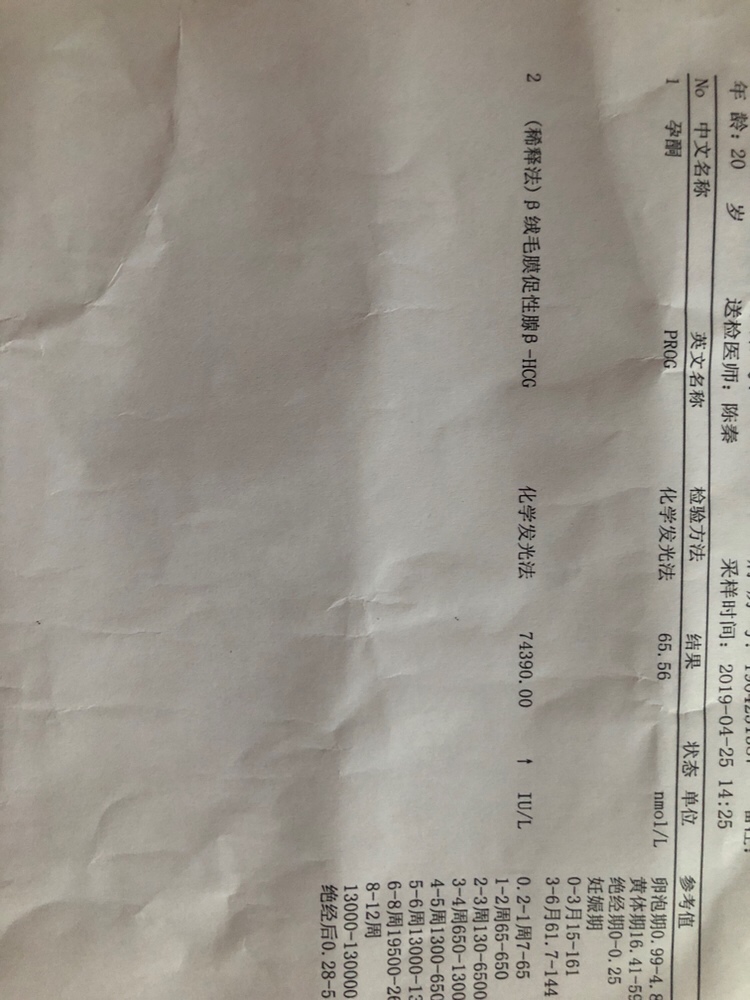 年 龄: 20 岁 送检医师: 陈秦 采样时间: 2019-04-25 14:25
No 中文名称 英文名称 检验方法 结果 状态 单位 参考值
1 孕酮 PROG 化学发光法 65.56 nmol/L 卵泡期0.99-4.8
黄体期16.41-59
绝经期0-0.25
妊娠期
0-3月15-161
3-6月61.7-144
2 (稀释法)β绒毛膜促性腺β-HCG 化学发光法 74390.00 ↑ IU/L 0.2-1周7-65
1-2周65-650
2-3周130-6500
3-4周650-1300
4-5周1300-650
5-6周13000-13
6-8周19500-26
8-12周
13000-130000
绝经后0.28-5